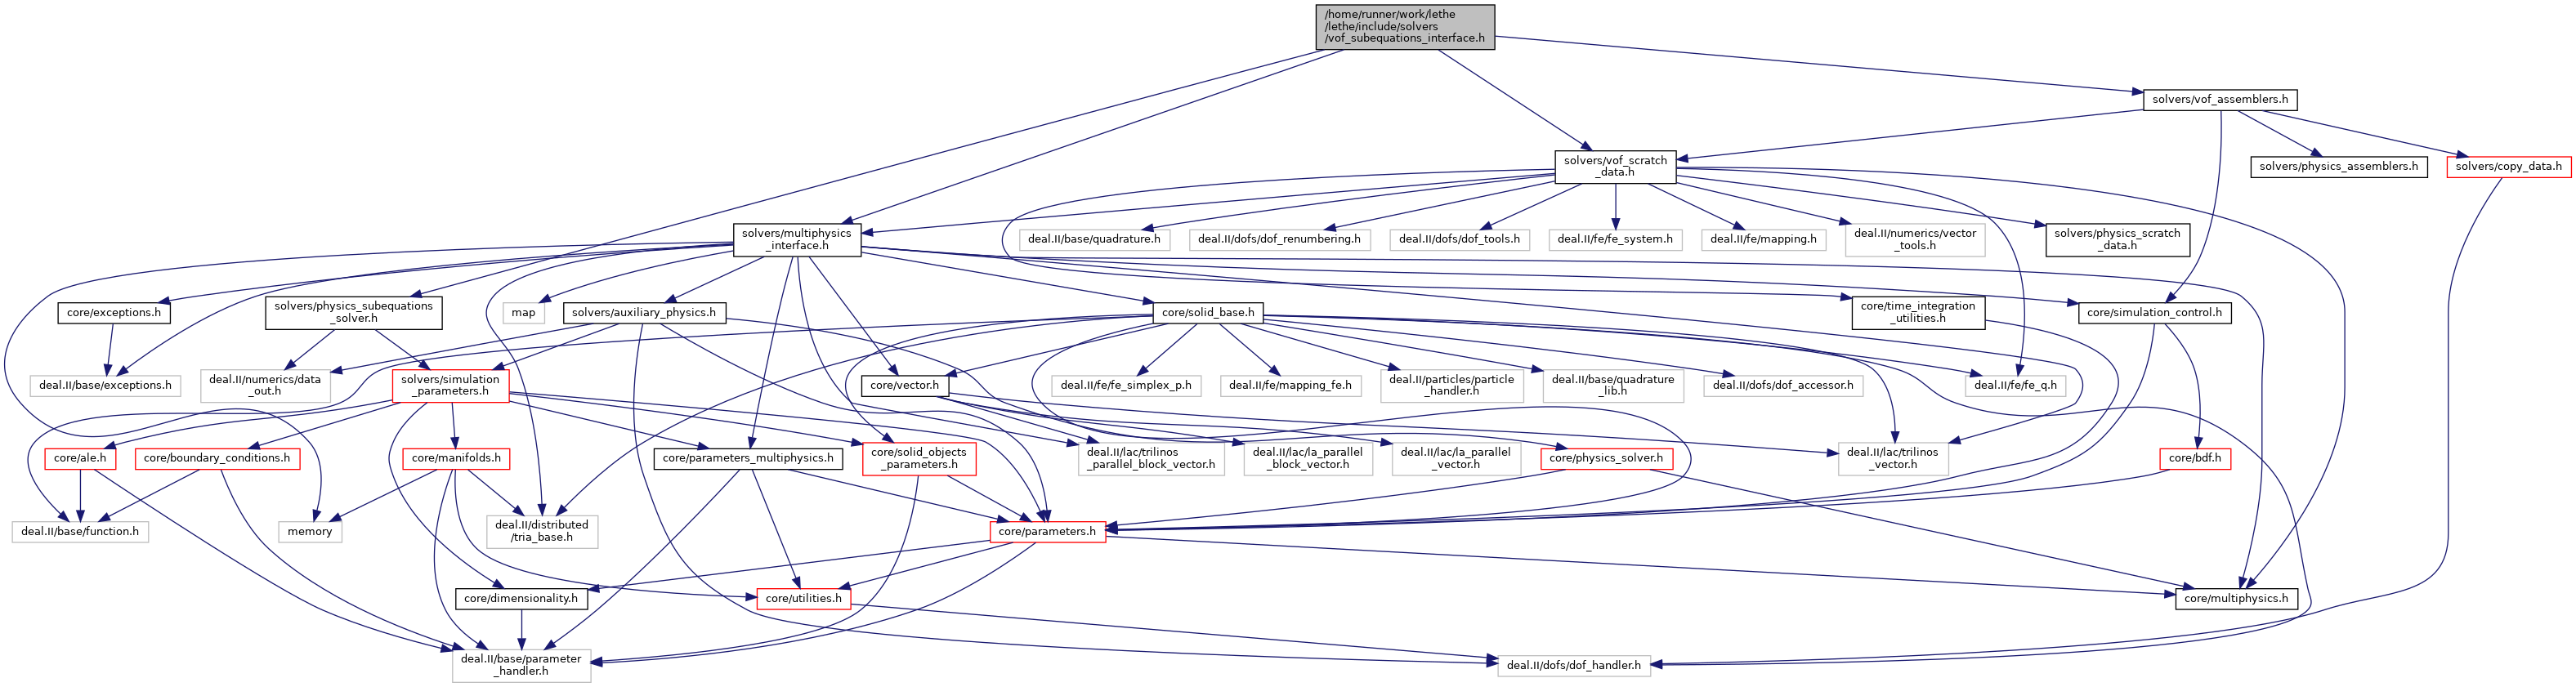 /home/runner/work/lethe
/lethe/include/solvers
/vof_subequations_interface.h
solvers/vof_assemblers.h
solvers/vof_scratch
_data.h
solvers/physics_assemblers.h
solvers/copy_data.h
solvers/multiphysics
_interface.h
deal.II/base/quadrature.h
deal.II/dofs/dof_renumbering.h
deal.II/dofs/dof_tools.h
deal.II/fe/fe_system.h
deal.II/fe/mapping.h
deal.II/numerics/vector
_tools.h
solvers/physics_scratch
_data.h
core/exceptions.h
solvers/physics_subequations
_solver.h
map
solvers/auxiliary_physics.h
core/solid_base.h
core/time_integration
_utilities.h
core/simulation_control.h
deal.II/base/exceptions.h
deal.II/numerics/data
_out.h
solvers/simulation
_parameters.h
core/vector.h
deal.II/fe/fe_simplex_p.h
deal.II/fe/mapping_fe.h
deal.II/particles/particle
_handler.h
deal.II/base/quadrature
_lib.h
deal.II/dofs/dof_accessor.h
deal.II/fe/fe_q.h
core/ale.h
core/boundary_conditions.h
core/manifolds.h
core/parameters_multiphysics.h
core/solid_objects
_parameters.h
deal.II/lac/trilinos
_parallel_block_vector.h
deal.II/lac/la_parallel
_block_vector.h
deal.II/lac/la_parallel
_vector.h
core/physics_solver.h
deal.II/lac/trilinos
_vector.h
core/bdf.h
deal.II/base/function.h
memory
deal.II/distributed
/tria_base.h
core/parameters.h
core/dimensionality.h
core/utilities.h
core/multiphysics.h
deal.II/base/parameter
_handler.h
deal.II/dofs/dof_handler.h